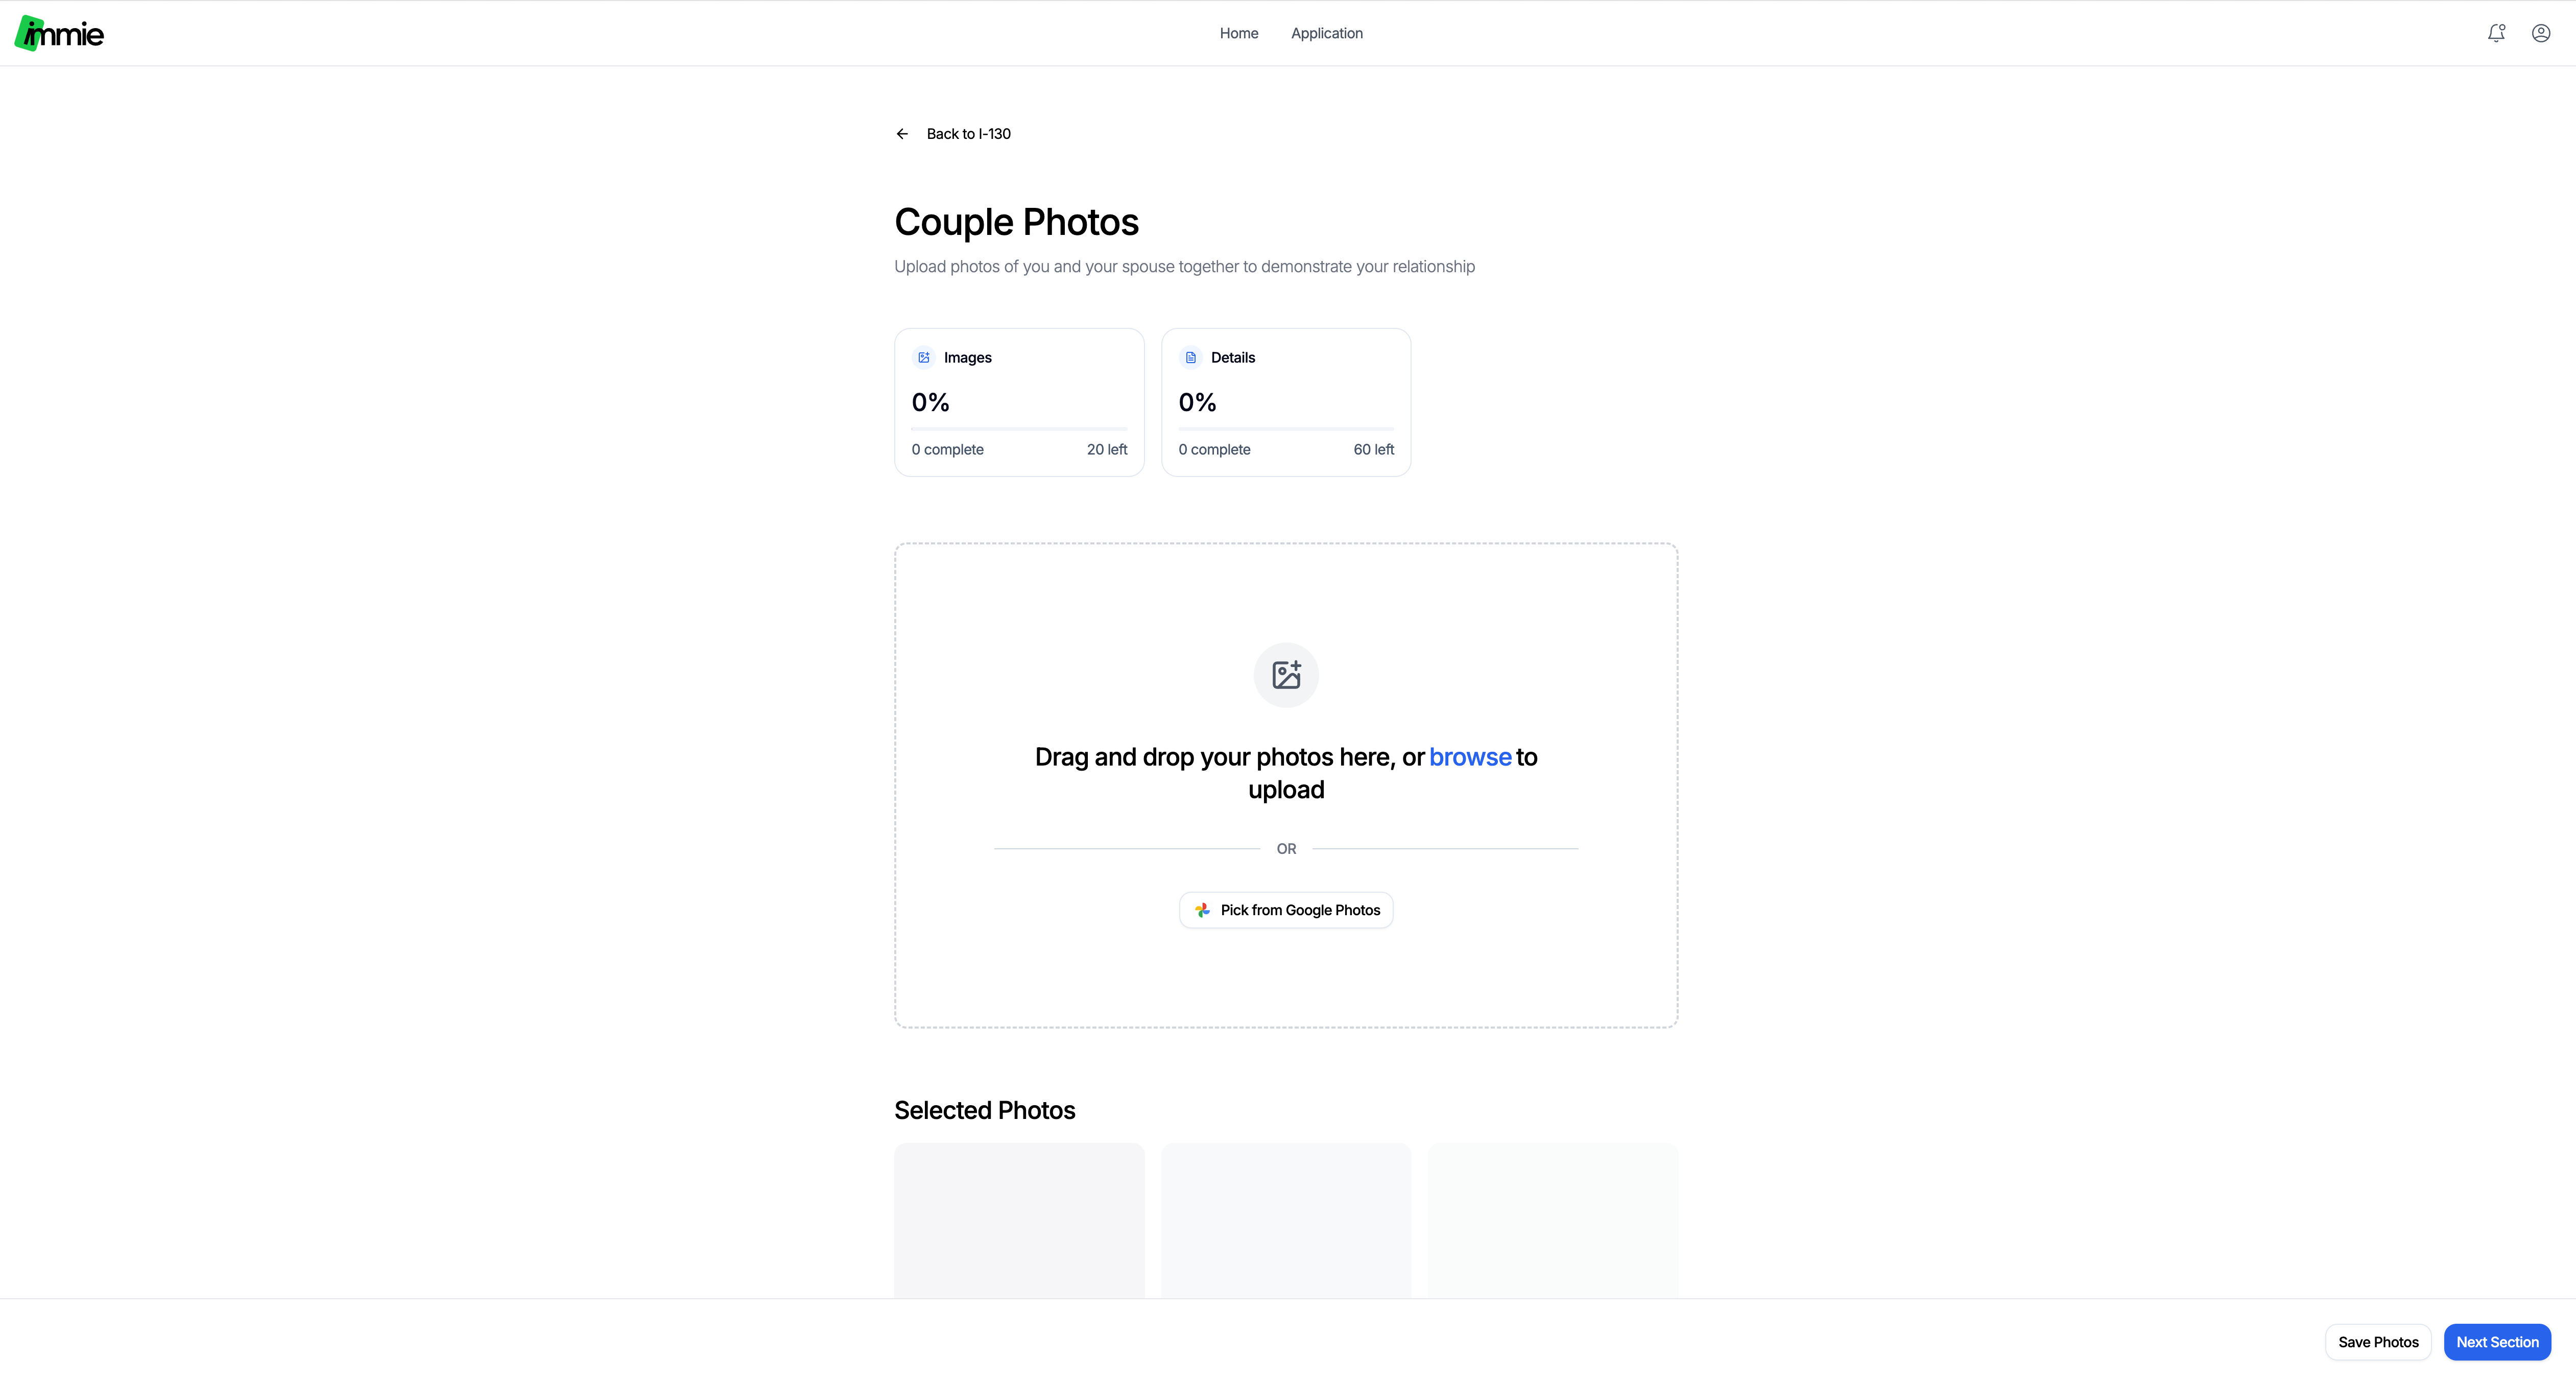 immie
Home Application
Back to I-130
Couple Photos
Upload photos of you and your spouse together to demonstrate your relationship
Images
0%
0 complete 20 left
Details
0%
0 complete 60 left
Drag and drop your photos here, or browse to
upload
OR
Pick from Google Photos
Selected Photos
Save Photos Next Section